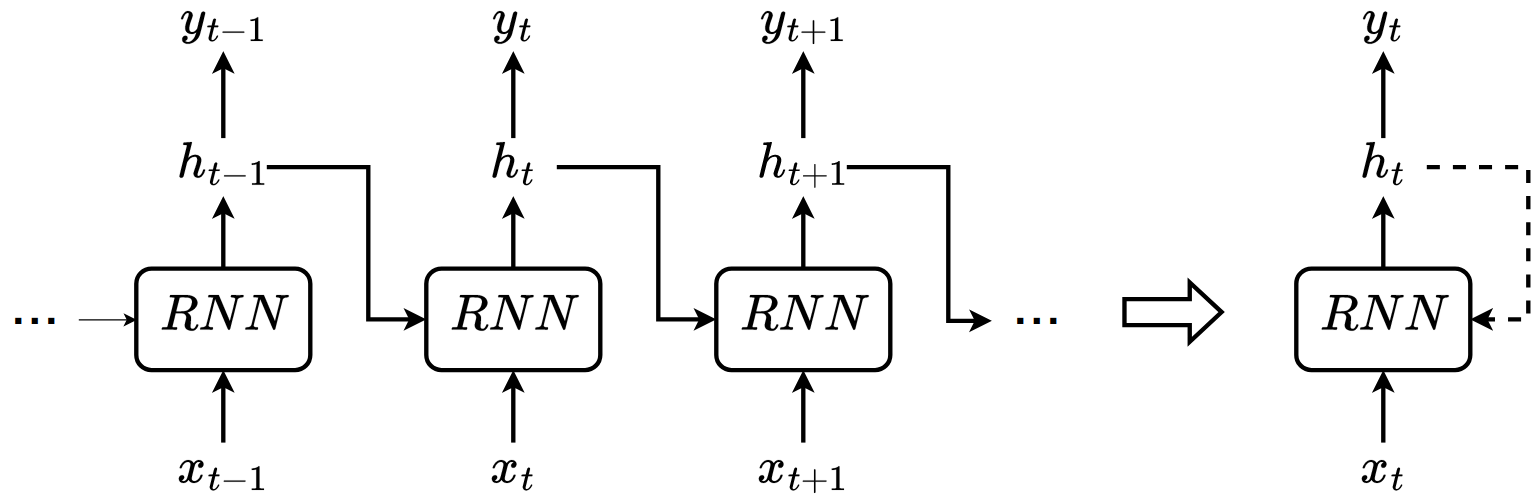 y_{t-1} y_t y_{t+1} y_t
h_{t-1} h_t h_{t+1} h_t
... RNN RNN RNN ... RNN
x_{t-1} x_t x_{t+1} x_t